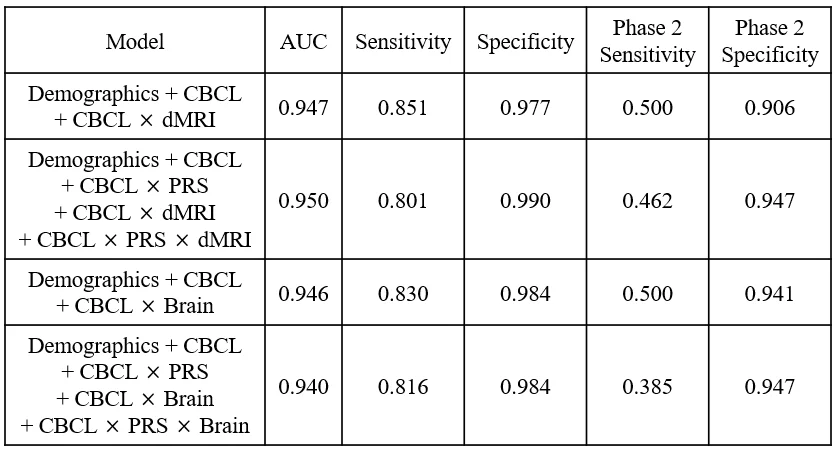 Model AUC Sensitivity Specificity Phase 2 Sensitivity Phase 2 Specificity
Demographics + CBCL
+ CBCL × dMRI 0.947 0.851 0.977 0.500 0.906
Demographics + CBCL
+ CBCL × PRS
+ CBCL × dMRI
+ CBCL × PRS × dMRI 0.950 0.801 0.990 0.462 0.947
Demographics + CBCL
+ CBCL × Brain 0.946 0.830 0.984 0.500 0.941
Demographics + CBCL
+ CBCL × PRS
+ CBCL × Brain
+ CBCL × PRS × Brain 0.940 0.816 0.984 0.385 0.947